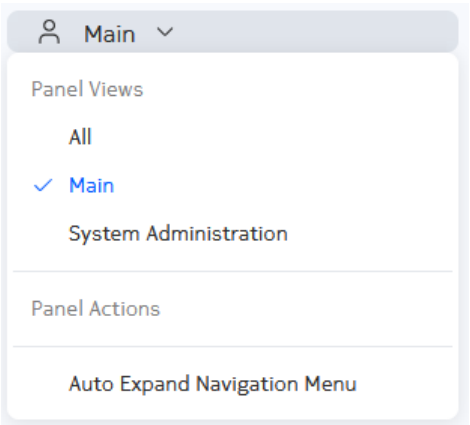 Main
Panel Views
All
Main
System Administration
Panel Actions
Auto Expand Navigation Menu